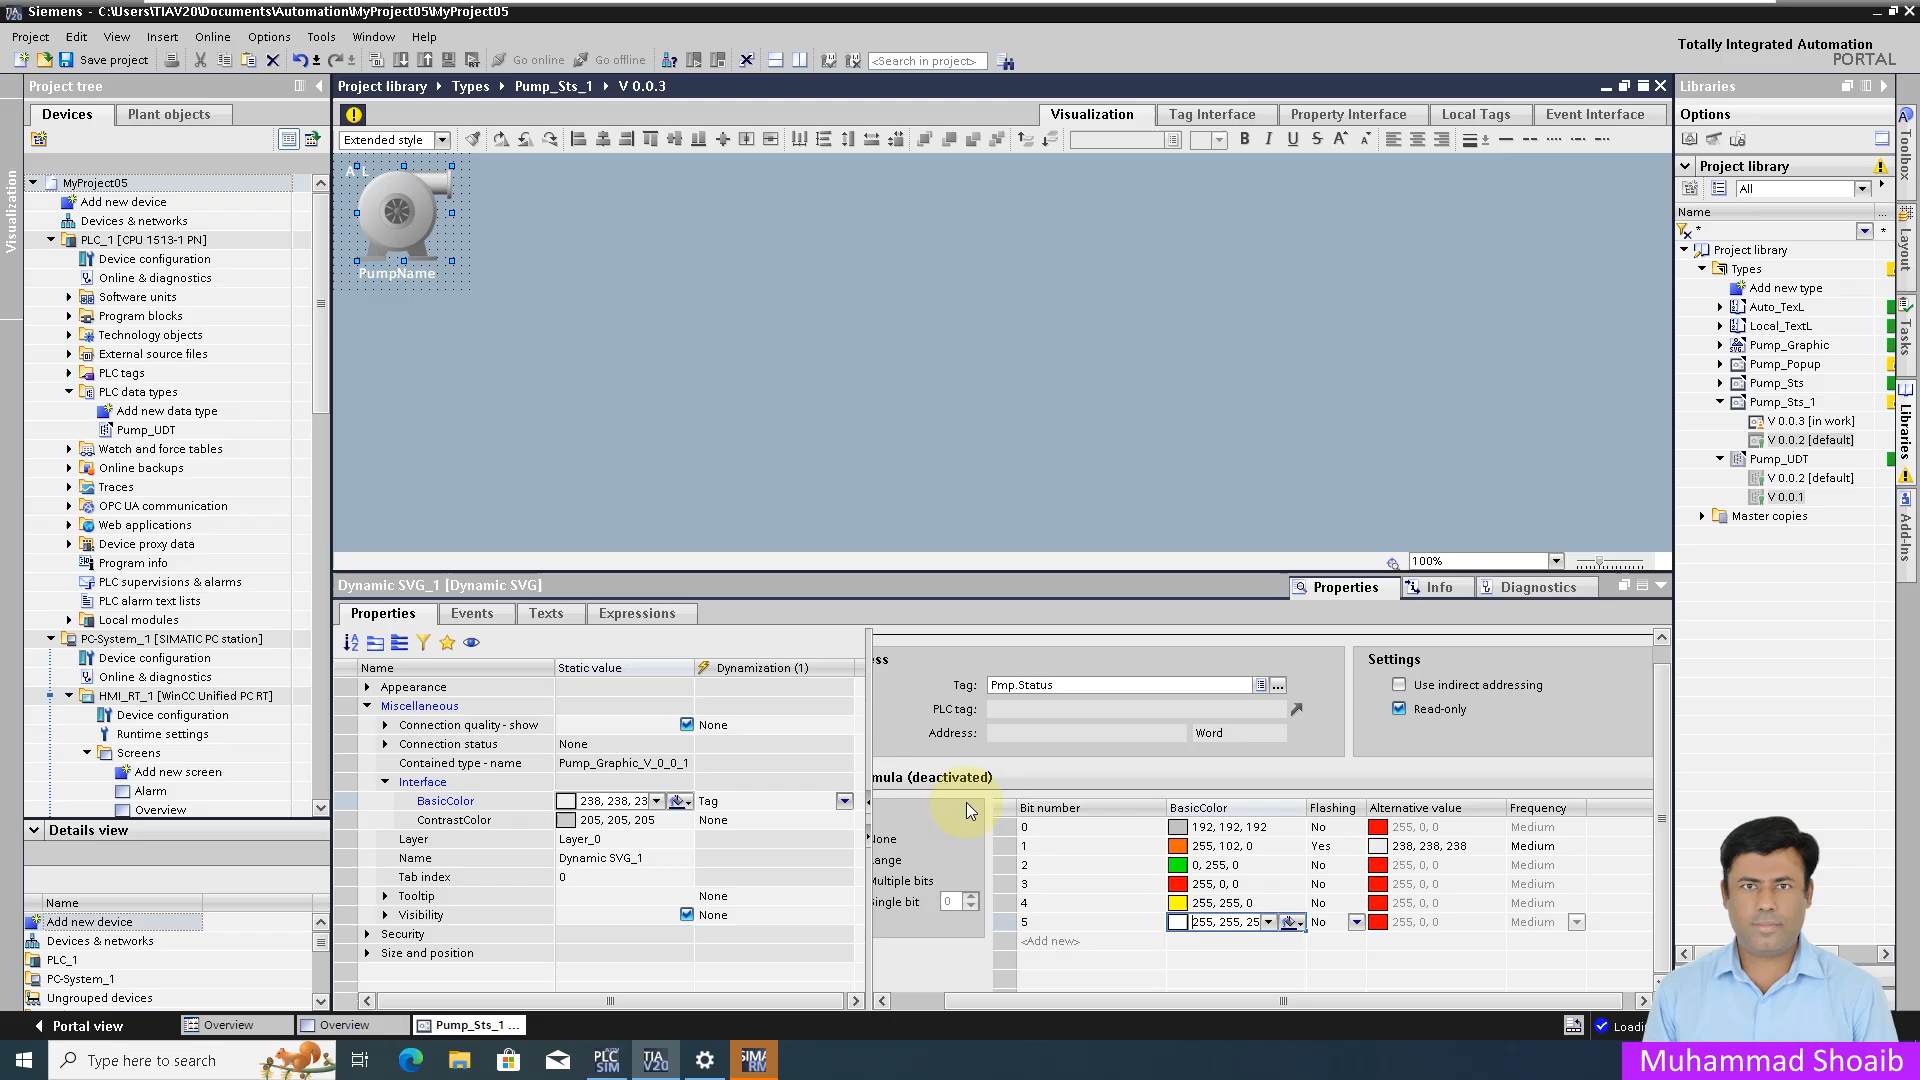 Siemens - C:\Users\TIAV20\Documents\Automation\MyProject05\MyProject05
Project Edit View Insert Online Options Tools Window Help
Totally Integrated Automation
PORTAL
Save project
Go online
Go offline
<Search in project>
Project tree
Project library Types Pump_Sts_1 V 0.0.3
Libraries
Devices
Plant objects
Visualization
Tag Interface
Property Interface
Local Tags
Event Interface
Options
Extended style
B I U S
Visualization
Toolbox
Layout
Tasks
Libraries
Add-Ins
MyProject05
Add new device
Devices & networks
PLC_1 [CPU 1513-1 PN]
Device configuration
Online & diagnostics
Software units
Program blocks
Technology objects
External source files
PLC tags
PLC data types
Add new data type
Pump_UDT
Watch and force tables
Online backups
Traces
OPC UA communication
Web applications
Device proxy data
Program info
PLC supervisions & alarms
PLC alarm text lists
Local modules
PC-System_1 [SIMATIC PC station]
Device configuration
Online & diagnostics
HMI_RT_1 [WinCC Unified PC RT]
Device configuration
Runtime settings
Screens
Add new screen
Alarm
Overview
Details view
Name
Add new device
Devices & networks
PLC_1
PC-System_1
Ungrouped devices
A L
PumpName
100%
Project library
All
Name
*
Project library
Types
Add new type
Auto_TexL
Local_TextL
Pump_Graphic
Pump_Popup
Pump_Sts
Pump_Sts_1
V 0.0.3 [in work]
V 0.0.2 [default]
Pump_UDT
V 0.0.2 [default]
V 0.0.1
Master copies
Dynamic SVG_1 [Dynamic SVG]
Properties
Info
Diagnostics
Properties
Events
Texts
Expressions
Name Static value Dynamization (1)
Appearance
Miscellaneous
Connection quality - show None
Connection status None
Contained type - name Pump_Graphic_V_0_0_1
Interface
BasicColor 238, 238, 23 Tag
ContrastColor 205, 205, 205 None
Layer Layer_0
Name Dynamic SVG_1
Tab index 0
Tooltip None
Visibility None
Security
Size and position
ss
Tag: Pmp.Status
PLC tag:
Address: Word
Settings
Use indirect addressing
Read-only
mula (deactivated)
None
ange
Multiple bits
ingle bit 0
Bit number BasicColor Flashing Alternative value Frequency
0 192, 192, 192 No 255, 0, 0 Medium
1 255, 102, 0 Yes 238, 238, 238 Medium
2 0, 255, 0 No 255, 0, 0 Medium
3 255, 0, 0 No 255, 0, 0 Medium
4 255, 255, 0 No 255, 0, 0 Medium
5 255, 255, 25 No 255, 0, 0 Medium
<Add new>
Portal view
Overview
Overview
Pump_Sts_1 ...
Loadi
Type here to search
PLC SIM
TIA V20
SIMA RM
Muhammad Shoaib